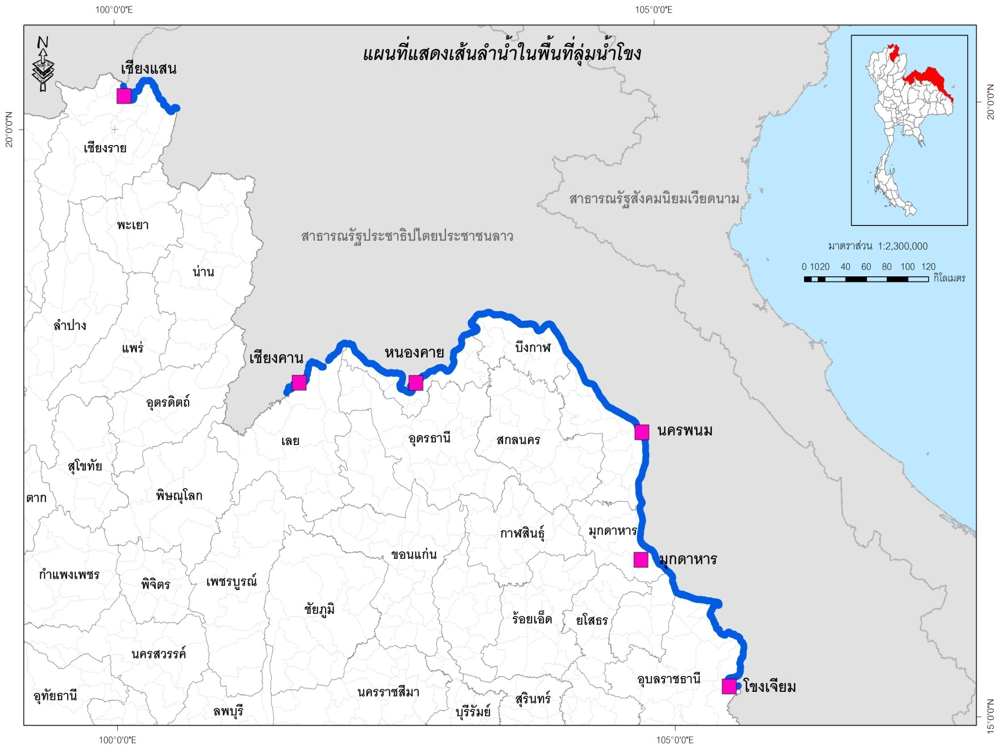 100°0'0"E
105°0'0"E
แผนที่แสดงเส้นลำน้ำในพื้นที่ลุ่มน้ำโขง
N
เชียงแสน
20°0'0"N
20°0'0"N
เชียงราย
สาธารณรัฐสังคมนิยมเวียดนาม
พะเยา
สาธารณรัฐประชาธิปไตยประชาชนลาว
มาตราส่วน 1:2,300,000
0 10 20 40 60 80 100 120
กิโลเมตร
น่าน
ลำปาง
แพร่
บึงกาฬ
หนองคาย
เชียงคาน
อุตรดิตถ์
นครพนม
เลย
อุดรธานี
สกลนคร
สุโขทัย
พิษณุโลก
ตาก
กาฬสินธุ์
มุกดาหาร
ขอนแก่น
มุกดาหาร
กำแพงเพชร
พิจิตร
เพชรบูรณ์
ชัยภูมิ
ร้อยเอ็ด
ยโสธร
นครสวรรค์
อุบลราชธานี
โขงเจียม
อุทัยธานี
นครราชสีมา
สุรินทร์
ลพบุรี
บุรีรัมย์
15°0'0"N
100°0'0"E
105°0'0"E